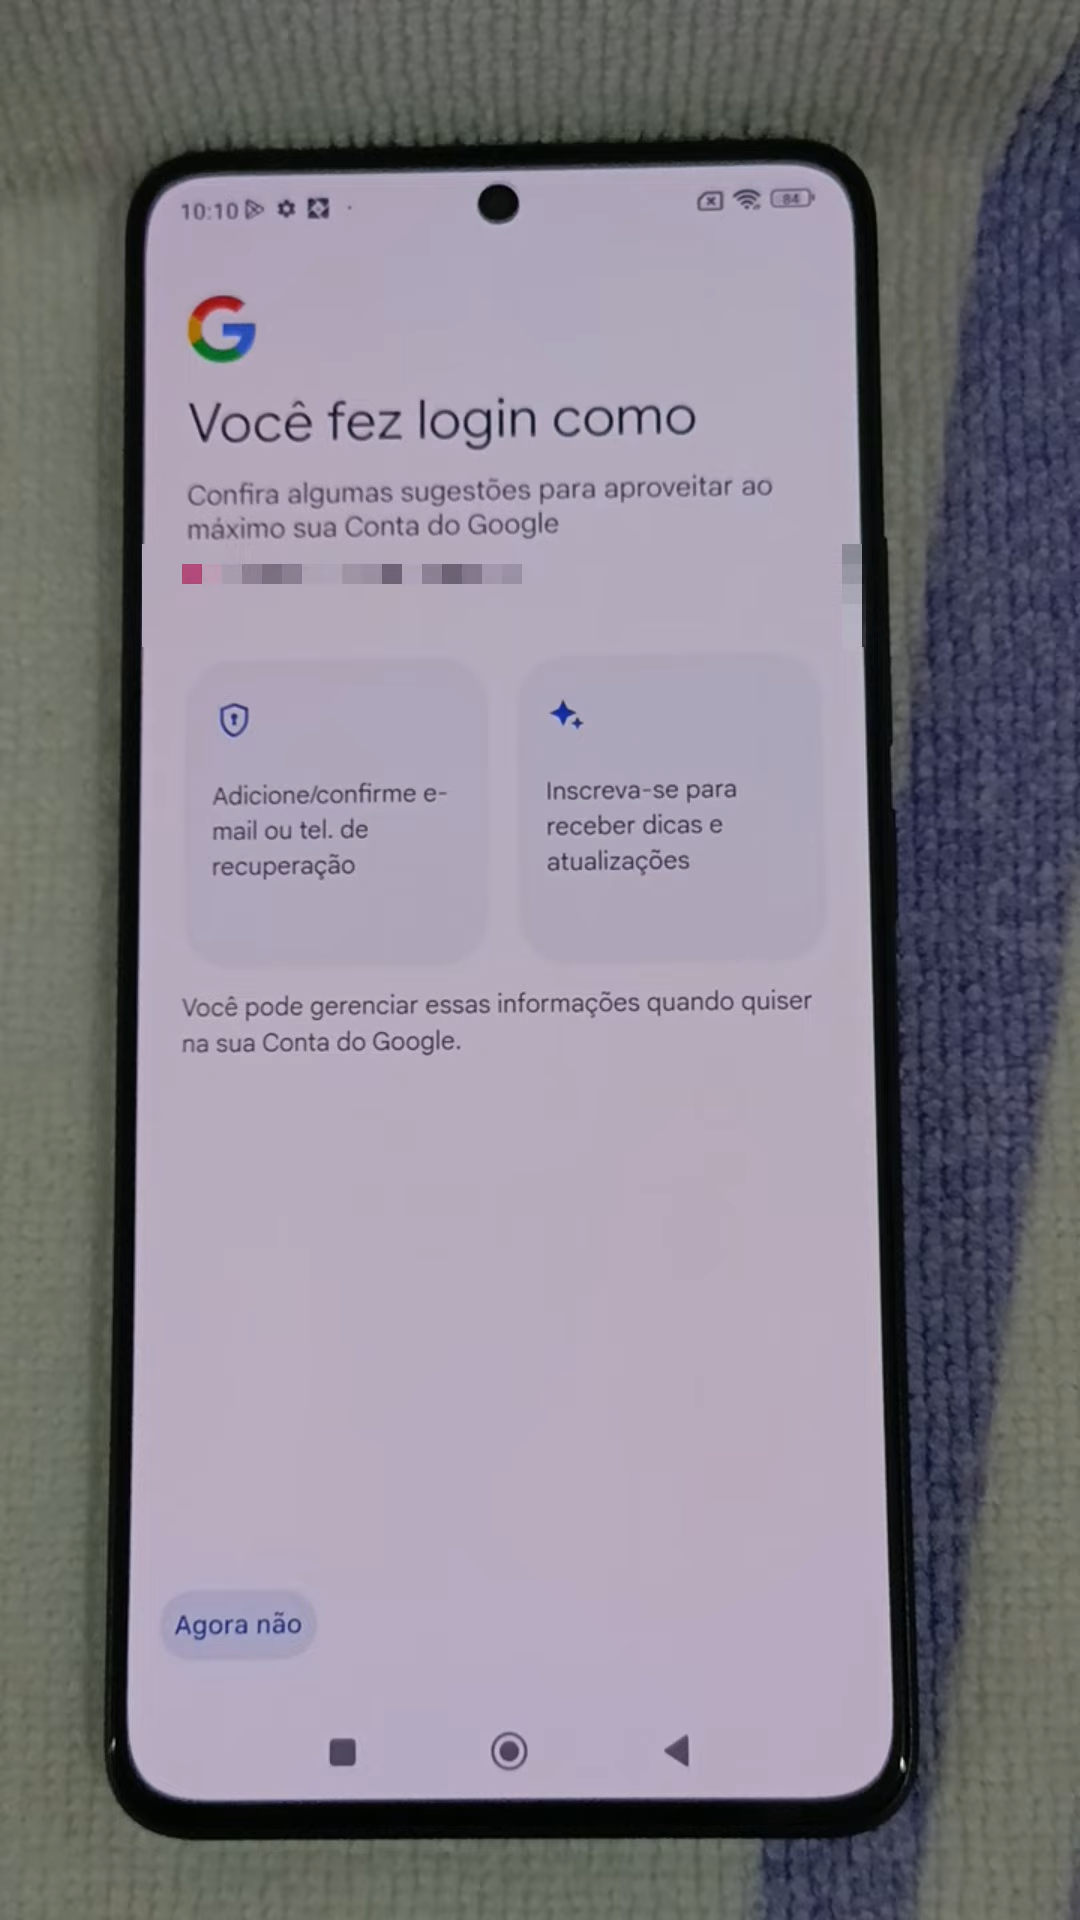 10:10
84
G
Você fez login como
Confira algumas sugestões para aproveitar ao
máximo sua Conta do Google
Adicione/confirme e-
mail ou tel. de
recuperação
Inscreva-se para
receber dicas e
atualizações
Você pode gerenciar essas informações quando quiser
na sua Conta do Google.
Agora não